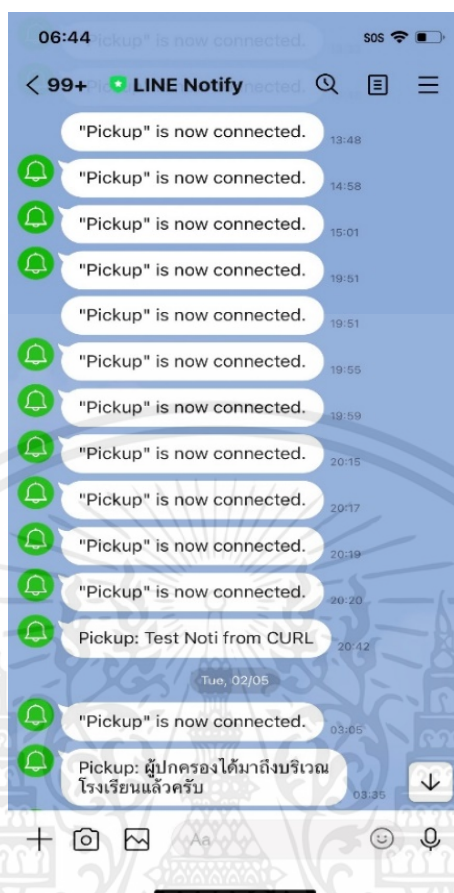 06:44
SOS
99+ LINE Notify
"Pickup" is now connected.
13:48
"Pickup" is now connected.
14:58
"Pickup" is now connected.
15:01
"Pickup" is now connected.
19:51
"Pickup" is now connected.
19:51
"Pickup" is now connected.
19:55
"Pickup" is now connected.
19:59
"Pickup" is now connected.
20:15
"Pickup" is now connected.
20:17
"Pickup" is now connected.
20:19
"Pickup" is now connected.
20:20
Pickup: Test Noti from CURL
20:42
Tue, 02/05
"Pickup" is now connected.
03:05
Pickup: ผู้ปกครองได้มาถึงบริเวณ
โรงเรียนแล้วครับ
03:35
Aa